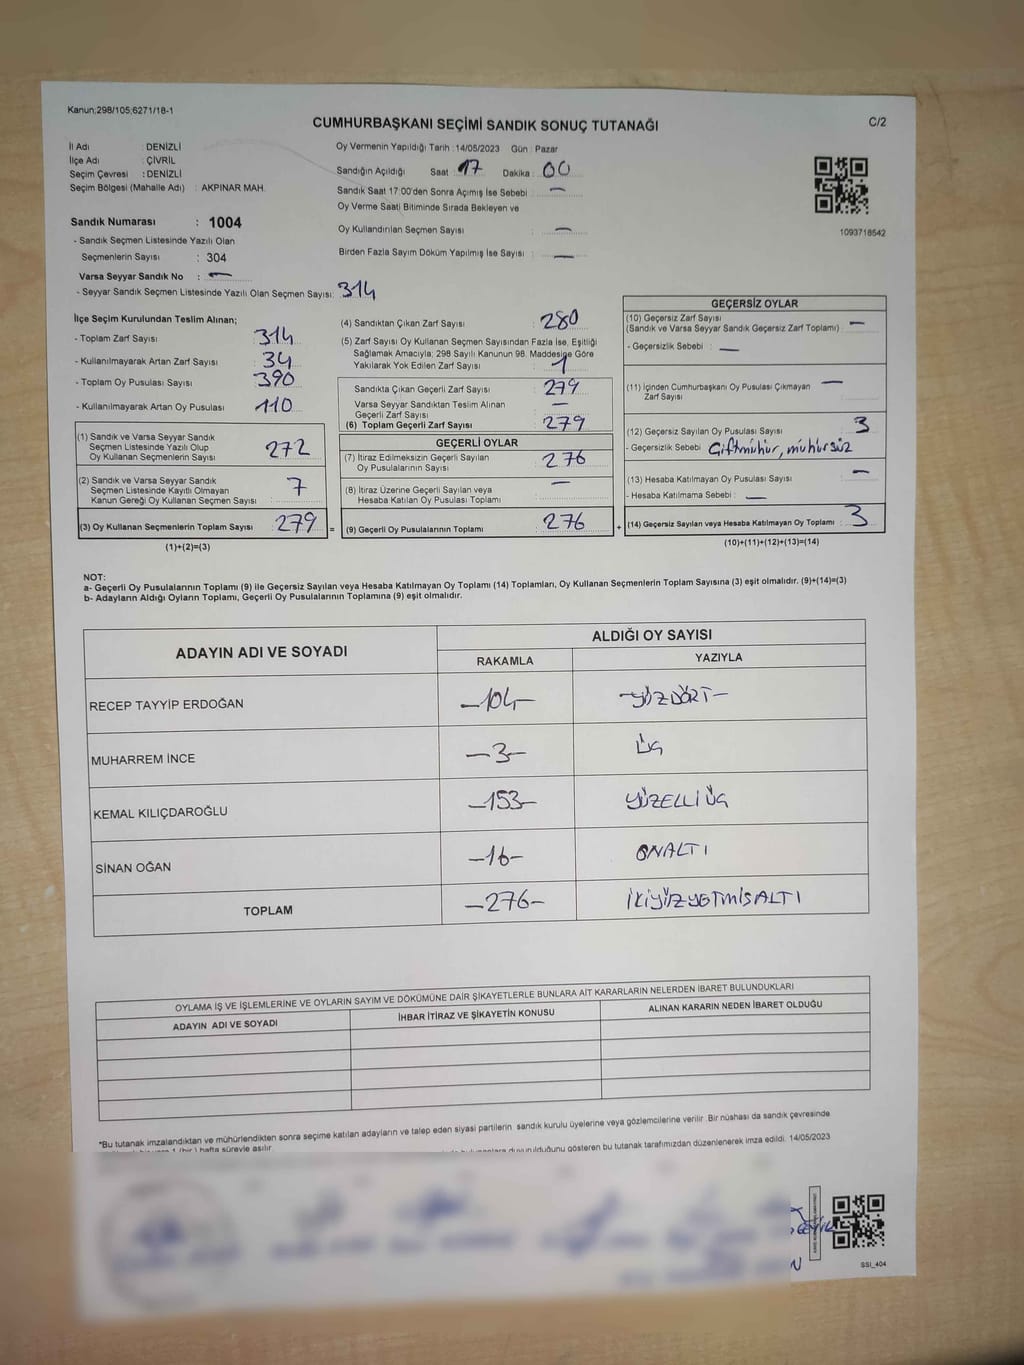 Kanun;298/105;6271/18-1
CUMHURBAŞKANI SEÇİMİ SANDIK SONUÇ TUTANAĞI
C/2
İl Adı : DENİZLİ
İlçe Adı : ÇİVRİL
Seçim Çevresi : DENİZLİ
Seçim Bölgesi (Mahalle Adı) : AKPINAR MAH.
Sandık Numarası : 1004
- Sandık Seçmen Listesinde Yazılı Olan
Seçmenlerin Sayısı : 304
Varsa Seyyar Sandık No : —
- Seyyar Sandık Seçmen Listesinde Yazılı Olan Seçmen Sayısı: 314
Oy Vermenin Yapıldığı Tarih :14/05/2023 Gün : Pazar
Sandığın Açıldığı Saat : 17 Dakika : 00
Sandık Saat 17:00'den Sonra Açımış İse Sebebi : —
Oy Verme Saati Bitiminde Sırada Bekleyen ve
Oy Kullandırılan Seçmen Sayısı : —
Birden Fazla Sayım Döküm Yapılmış İse Sayısı : —
1093718542
İlçe Seçim Kurulundan Teslim Alınan;
- Toplam Zarf Sayısı : 314
- Kullanılmayarak Artan Zarf Sayısı : 34
- Toplam Oy Pusulası Sayısı : 390
- Kullanılmayarak Artan Oy Pusulası : 110
(1) Sandık ve Varsa Seyyar Sandık
Seçmen Listesinde Yazılı Olup
Oy Kullanan Seçmenlerin Sayısı : 272
(2) Sandık ve Varsa Seyyar Sandık
Seçmen Listesinde Kayıtlı Olmayan
Kanun Gereği Oy Kullanan Seçmen Sayısı : 7
(3) Oy Kullanan Seçmenlerin Toplam Sayısı : 279 =
(1)+(2)=(3)
(4) Sandıktan Çıkan Zarf Sayısı : 280
(5) Zarf Sayısı Oy Kullanan Seçmen Sayısından Fazla İse, Eşitliği
Sağlamak Amacıyla; 298 Sayılı Kanunun 98. Maddesine Göre
Yakılarak Yok Edilen Zarf Sayısı : 1
Sandıkta Çıkan Geçerli Zarf Sayısı : 279
Varsa Seyyar Sandıktan Teslim Alınan
Geçerli Zarf Sayısı : —
(6) Toplam Geçerli Zarf Sayısı : 279
GEÇERLİ OYLAR
(7) İtiraz Edilmeksizin Geçerli Sayılan
Oy Pusulalarının Sayısı : 276
(8) İtiraz Üzerine Geçerli Sayılan veya
Hesaba Katılan Oy Pusulası Toplamı : —
(9) Geçerli Oy Pusulalarının Toplamı : 276 +
GEÇERSİZ OYLAR
(10) Geçersiz Zarf Sayısı
(Sandık ve Varsa Seyyar Sandık Geçersiz Zarf Toplamı) : —
- Geçersizlik Sebebi : —
(11) İçinden Cumhurbaşkanı Oy Pusulası Çıkmayan
Zarf Sayısı : —
(12) Geçersiz Sayılan Oy Pusulası Sayısı : 3
- Geçersizlik Sebebi : Çiftmühür, mühürsüz
(13) Hesaba Katılmayan Oy Pusulası Sayısı : —
- Hesaba Katılmama Sebebi : —
(14) Geçersiz Sayılan veya Hesaba Katılmayan Oy Toplamı : 3
(10)+(11)+(12)+(13)=(14)
NOT:
a- Geçerli Oy Pusulalarının Toplamı (9) ile Geçersiz Sayılan veya Hesaba Katılmayan Oy Toplamı (14) Toplamları, Oy Kullanan Seçmenlerin Toplam Sayısına (3) eşit olmalıdır. (9)+(14)=(3)
b- Adayların Aldığı Oyların Toplamı, Geçerli Oy Pusulalarının Toplamına (9) eşit olmalıdır.
ADAYIN ADI VE SOYADI ALDIĞI OY SAYISI
RAKAMLA YAZIYLA
RECEP TAYYİP ERDOĞAN —104— —YÜZDÖRT—
MUHARREM İNCE —3— ÜÇ
KEMAL KILIÇDAROĞLU —153— YÜZELLİÜÇ
SİNAN OĞAN —16— ONALTI
TOPLAM —276— İKİYÜZYETMİŞALTI
OYLAMA İŞ VE İŞLEMLERİNE VE OYLARIN SAYIM VE DÖKÜMÜNE DAİR ŞİKAYETLERLE BUNLARA AİT KARARLARIN NELERDEN İBARET BULUNDUKLARI
ADAYIN ADI VE SOYADI İHBAR İTİRAZ VE ŞİKAYETİN KONUSU ALINAN KARARIN NEDEN İBARET OLDUĞU
*Bu tutanak imzalandıktan ve mühürlendikten sonra seçime katılan adayların ve talep eden siyasi partilerin sandık kurulu üyelerine veya gözlemcilerine verilir. Bir nüshası da sandık çevresinde
1 (bir) hafta süreyle asılır. duyurulduğunu gösteren bu tutanak tarafımızdan düzenlenerek imza edildi. 14/05/2023
SSI_404